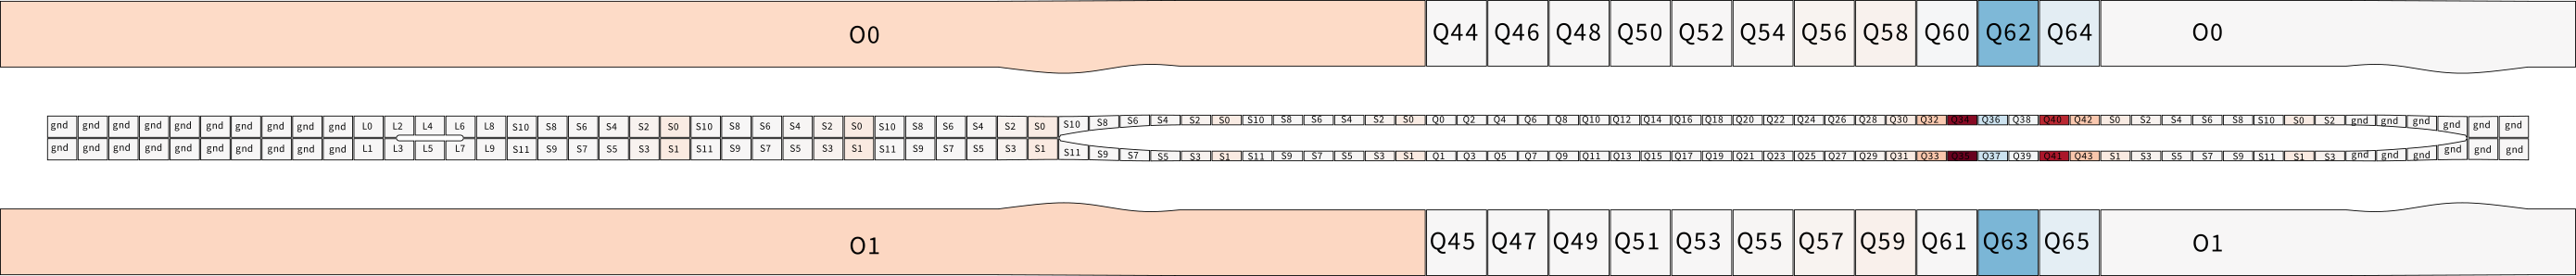 O0 Q44 Q46 Q48 Q50 Q52 Q54 Q56 Q58 Q60 Q62 Q64 O0
gnd gnd gnd gnd gnd gnd gnd gnd gnd gnd L0 L2 L4 L6 L8 S10 S8 S6 S4 S2 S0 S10 S8 S6 S4 S2 S0 S10 S8 S6 S4 S2 S0 S10 S8 S6 S4 S2 S0 S10 S8 S6 S4 S2 S0 Q0 Q2 Q4 Q6 Q8 Q10 Q12 Q14 Q16 Q18 Q20 Q22 Q24 Q26 Q28 Q30 Q32 Q34 Q36 Q38 Q40 Q42 S0 S2 S4 S6 S8 S10 S0 S2 gnd gnd gnd gnd gnd gnd
gnd gnd gnd gnd gnd gnd gnd gnd gnd gnd L1 L3 L5 L7 L9 S11 S9 S7 S5 S3 S1 S11 S9 S7 S5 S3 S1 S11 S9 S7 S5 S3 S1 S11 S9 S7 S5 S3 S1 S11 S9 S7 S5 S3 S1 Q1 Q3 Q5 Q7 Q9 Q11 Q13 Q15 Q17 Q19 Q21 Q23 Q25 Q27 Q29 Q31 Q33 Q35 Q37 Q39 Q41 Q43 S1 S3 S5 S7 S9 S11 S1 S3 gnd gnd gnd gnd gnd gnd
O1 Q45 Q47 Q49 Q51 Q53 Q55 Q57 Q59 Q61 Q63 Q65 O1